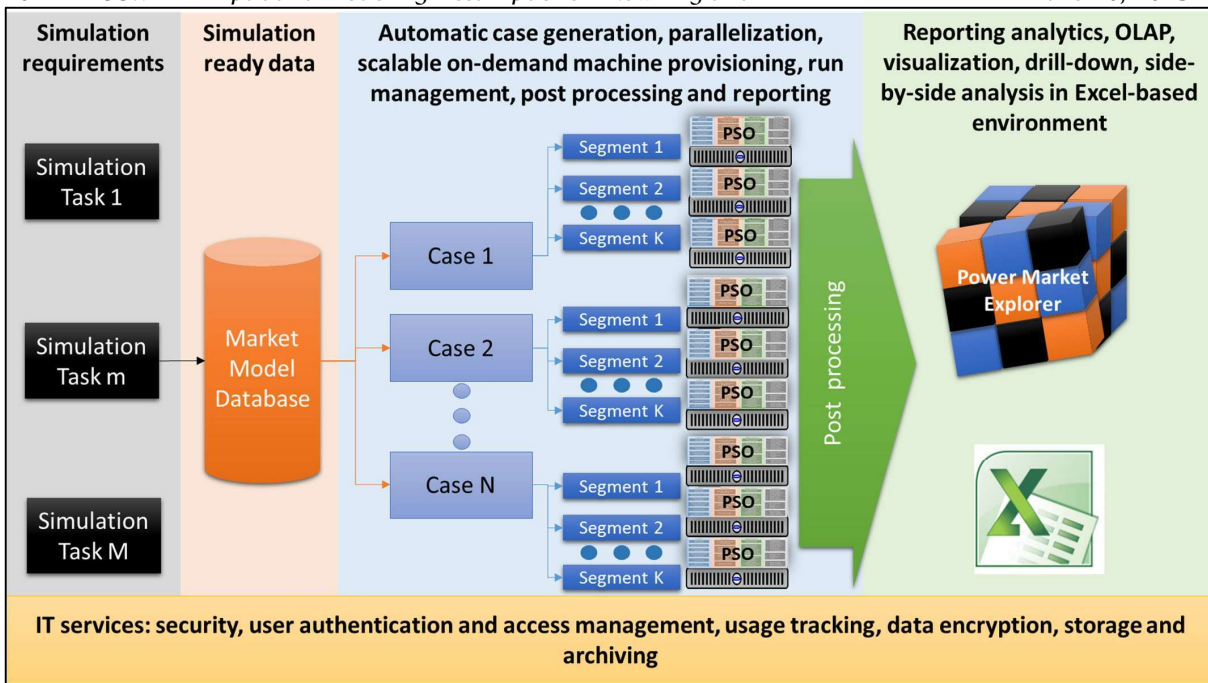 Simulation
requirements
Simulation
ready data
Automatic case generation, parallelization,
scalable on-demand machine provisioning, run
management, post processing and reporting
Reporting analytics, OLAP,
visualization, drill-down, side-
by-side analysis in Excel-based
environment
Simulation
Task 1
Simulation
Task m
Simulation
Task M
Market
Model
Database
Case 1
Case 2
Case N
Segment 1
Segment 2
Segment K
Segment 1
Segment 2
Segment K
Segment 1
Segment 2
Segment K
PSO
PSO
PSO
PSO
PSO
PSO
PSO
PSO
PSO
Post processing
Power Market
Explorer
X
IT services: security, user authentication and access management, usage tracking, data encryption, storage and
archiving